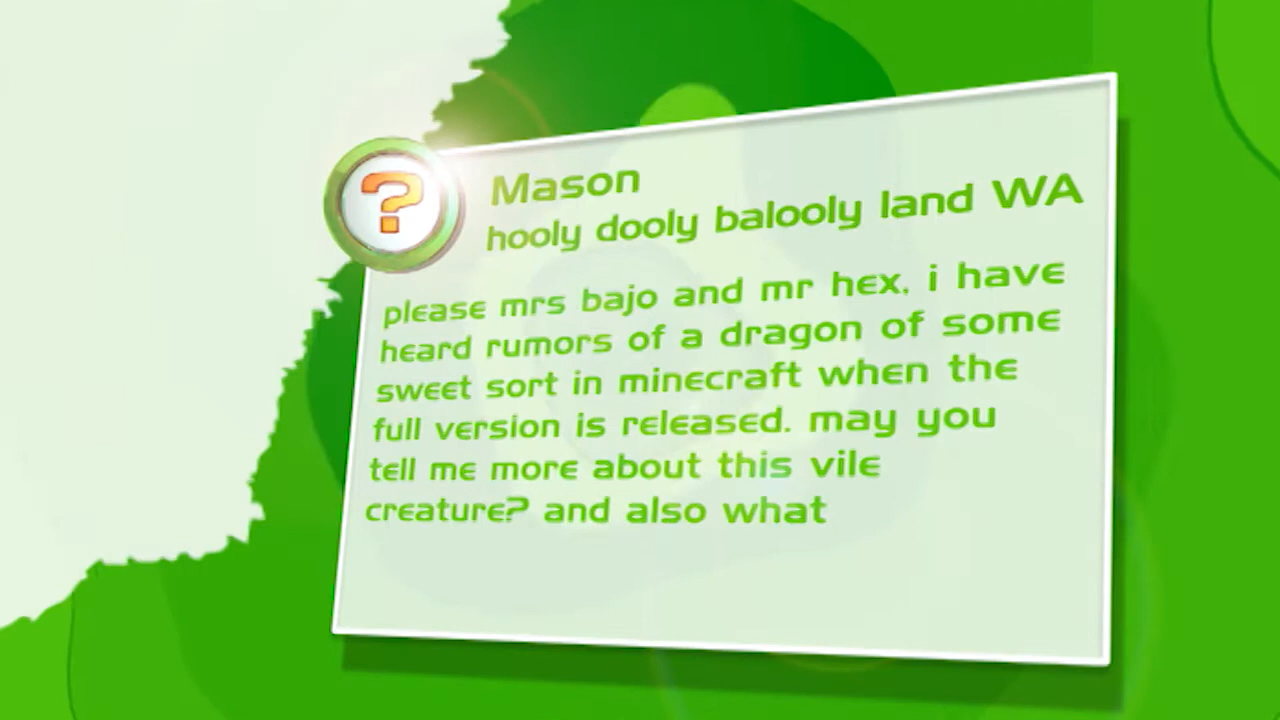 ?
Mason
hooly dooly balooly land WA
please mrs bajo and mr hex, i have
heard rumors of a dragon of some
sweet sort in minecraft when the
full version is released. may you
tell me more about this vile
creature? and also what